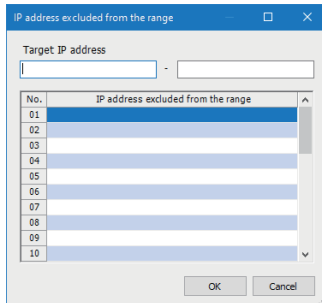 IP address excluded from the range
Target IP address
-
No. IP address excluded from the range
01
02
03
04
05
06
07
08
09
10
OK Cancel